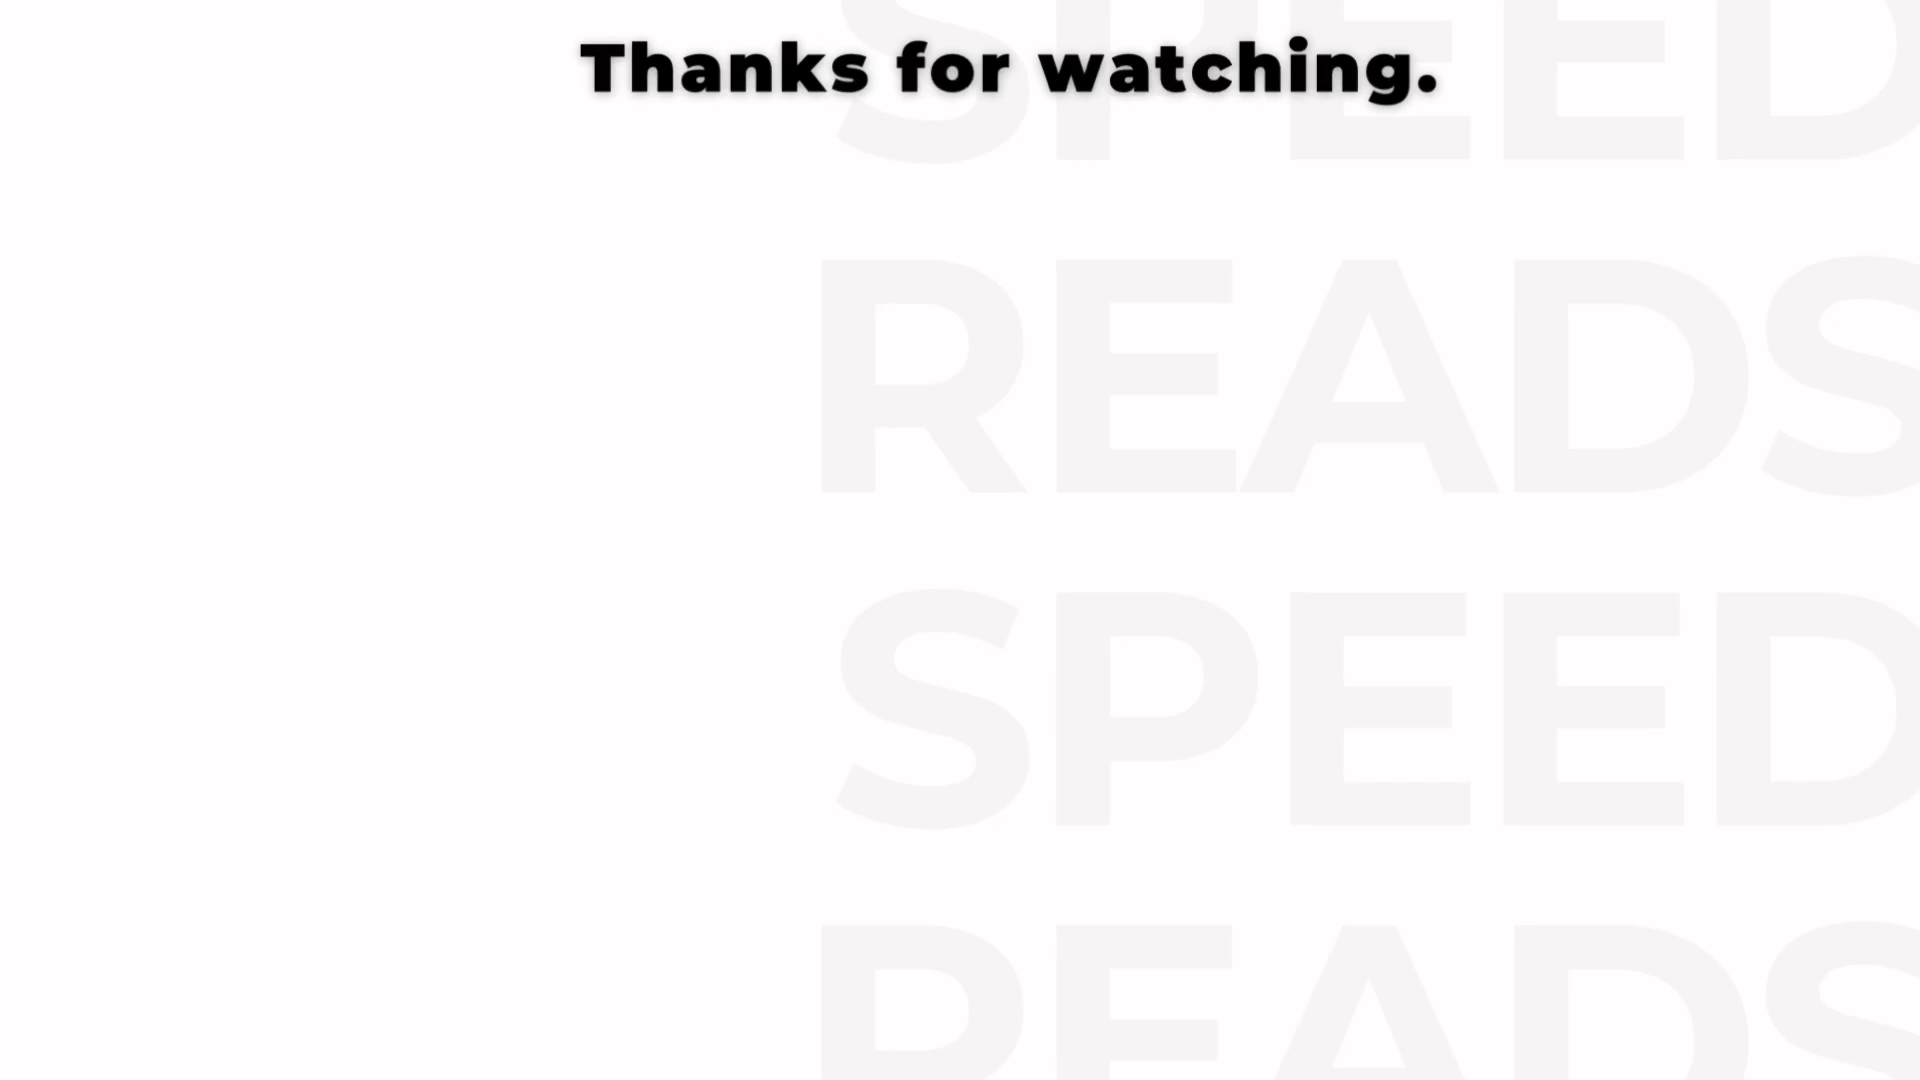 Thanks for watching.
SPEED
READS
SPEED
READS